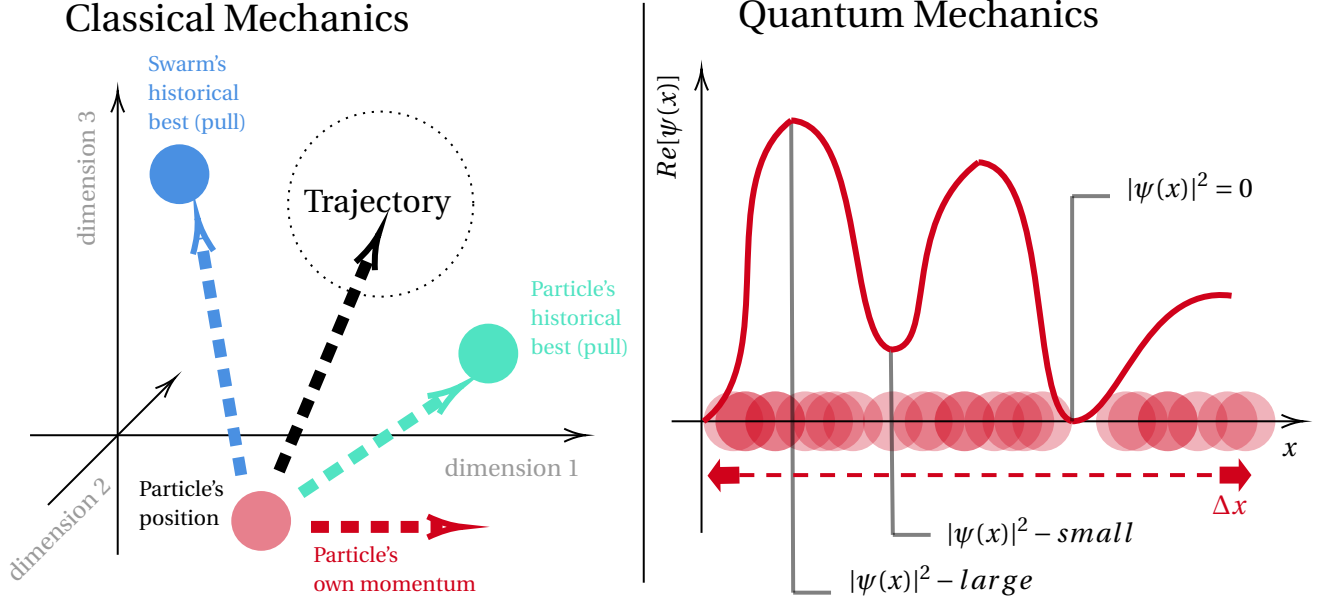 Classical Mechanics
Swarm's
historical
best (pull)
dimension 3
Trajectory
Particle's
historical
best (pull)
dimension 1
dimension 2
Particle's
position
Particle's
own momentum
Quantum Mechanics
Re[ψ(x)]
|ψ(x)|² = 0
x
Δx
|ψ(x)|² − small
|ψ(x)|² − large